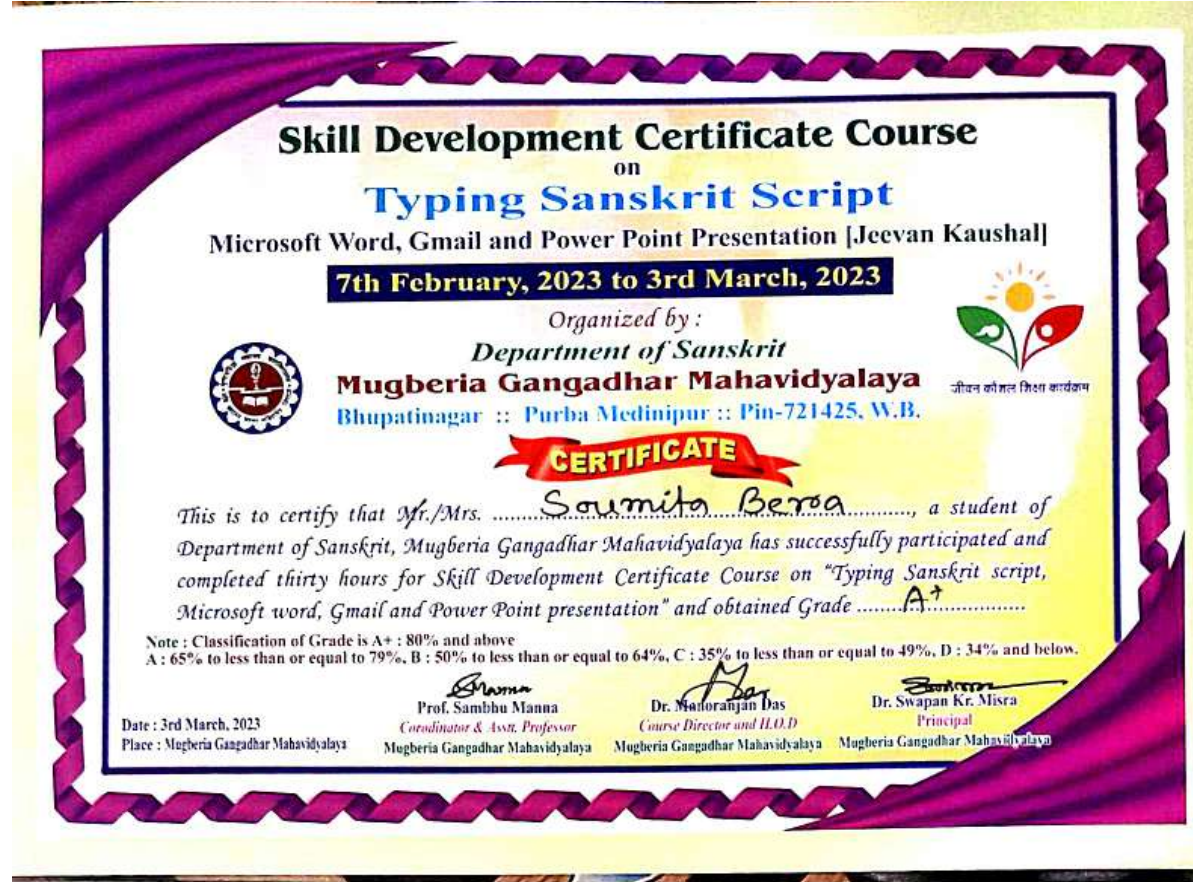 Skill Development Certificate Course
on
Typing Sanskrit Script
Microsoft Word, Gmail and Power Point Presentation [Jeevan Kaushal]
7th February, 2023 to 3rd March, 2023
Organized by :
Department of Sanskrit
Mugberia Gangadhar Mahavidyalaya
Bhupatinagar :: Purba Medinipur :: Pin-721425, W.B.
जीवन कौशल शिक्षा कार्यक्रम
CERTIFICATE
This is to certify that Mr./Mrs. Soumita Bera, a student of
Department of Sanskrit, Mugberia Gangadhar Mahavidyalaya has successfully participated and
completed thirty hours for Skill Development Certificate Course on "Typing Sanskrit script,
Microsoft word, Gmail and Power Point presentation" and obtained Grade A+
Note : Classification of Grade is A+ : 80% and above
A : 65% to less than or equal to 79%, B : 50% to less than or equal to 64%, C : 35% to less than or equal to 49%, D : 34% and below.
Prof. Sambhu Manna
Coordinator & Asstt. Professor
Mugberia Gangadhar Mahavidyalaya
Dr. Manoranjan Das
Course Director and H.O.D
Mugberia Gangadhar Mahavidyalaya
Dr. Swapan Kr. Misra
Principal
Mugberia Gangadhar Mahavidyalaya
Date : 3rd March, 2023
Place : Mugberia Gangadhar Mahavidyalaya